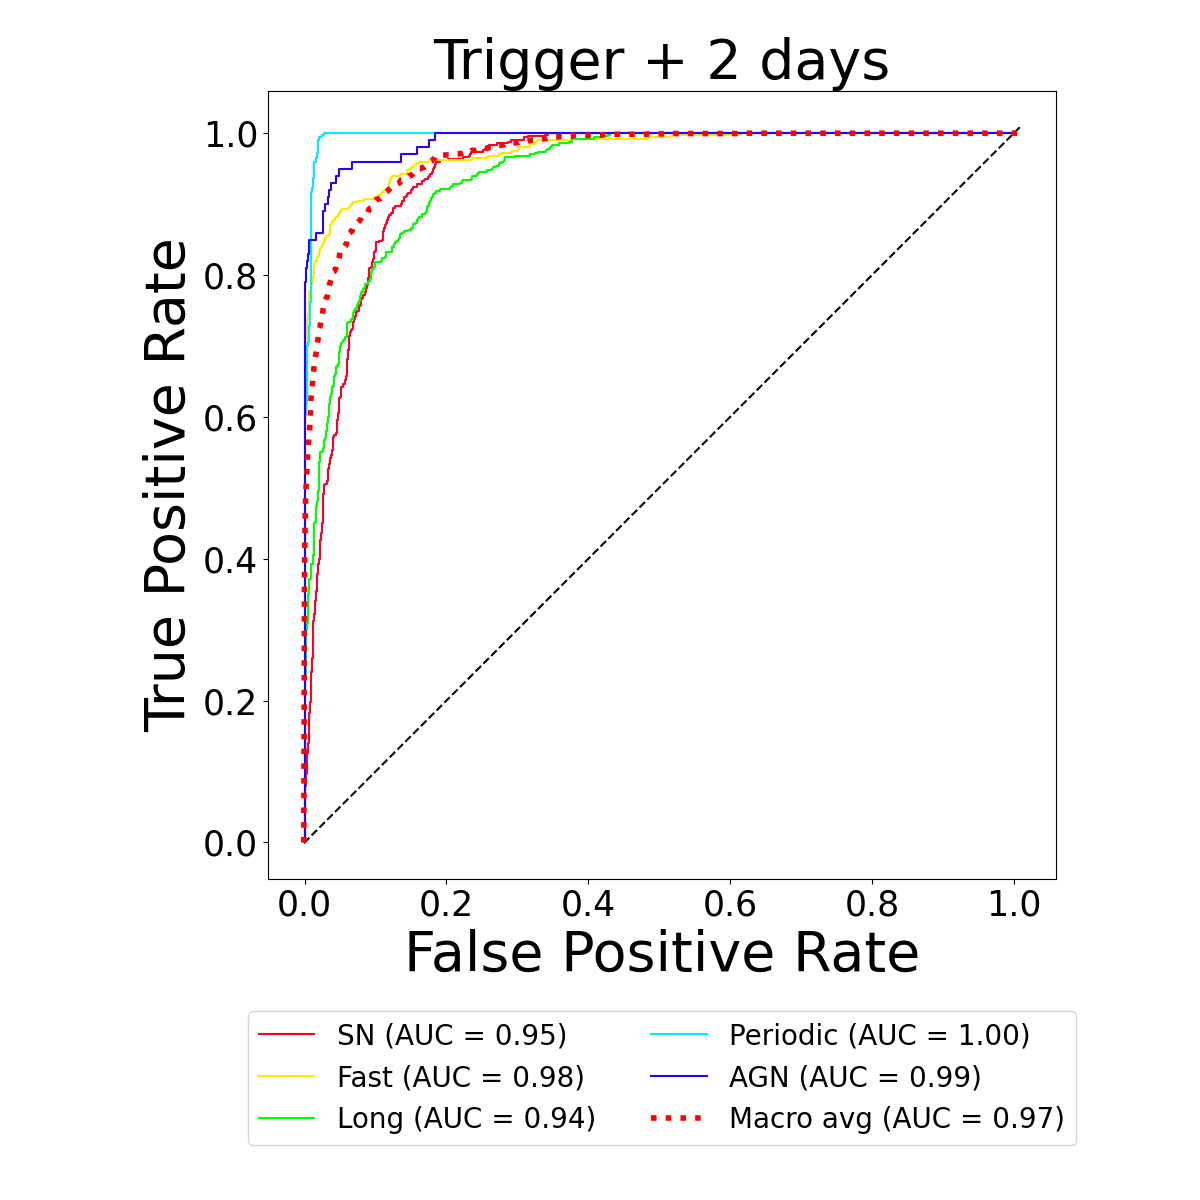 Trigger + 2 days
True Positive Rate
1.0
0.8
0.6
0.4
0.2
0.0
0.0 0.2 0.4 0.6 0.8 1.0
False Positive Rate
SN (AUC = 0.95)
Fast (AUC = 0.98)
Long (AUC = 0.94)
Periodic (AUC = 1.00)
AGN (AUC = 0.99)
Macro avg (AUC = 0.97)